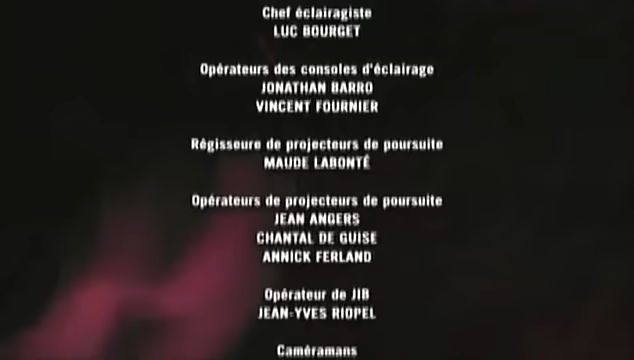 Chef éclairagiste
LUC BOURGET
Opérateurs des consoles d'éclairage
JONATHAN BARRO
VINCENT FOURNIER
Régisseure de projecteurs de poursuite
MAUDE LABONTÉ
Opérateurs de projecteurs de poursuite
JEAN ANGERS
CHANTAL DE GUISE
ANNICK FERLAND
Opérateur de JIB
JEAN-YVES RIOPEL
Caméramans